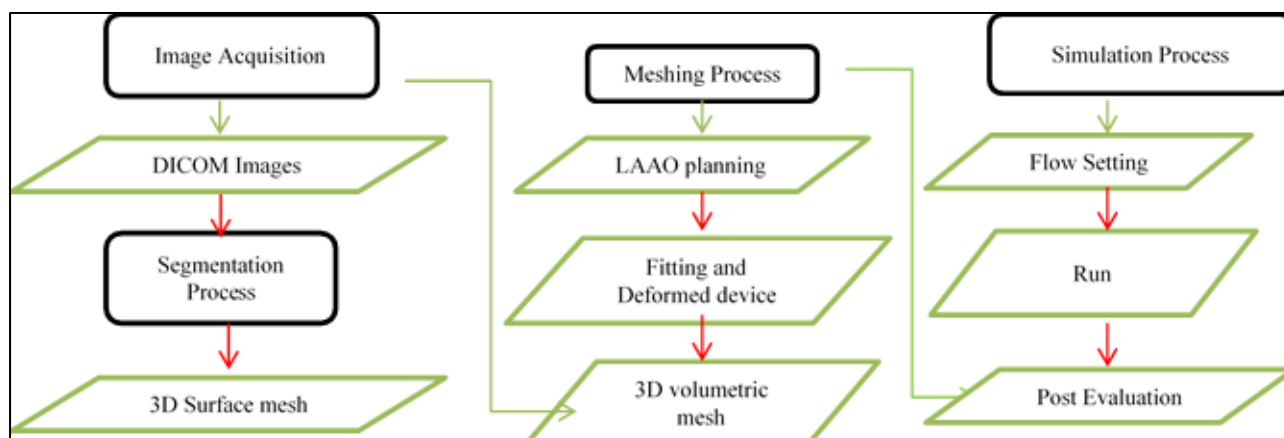 Image Acquisition
DICOM Images
Segmentation
Process
3D Surface mesh
Meshing Process
LAAO planning
Fitting and
Deformed device
3D volumetric
mesh
Simulation Process
Flow Setting
Run
Post Evaluation